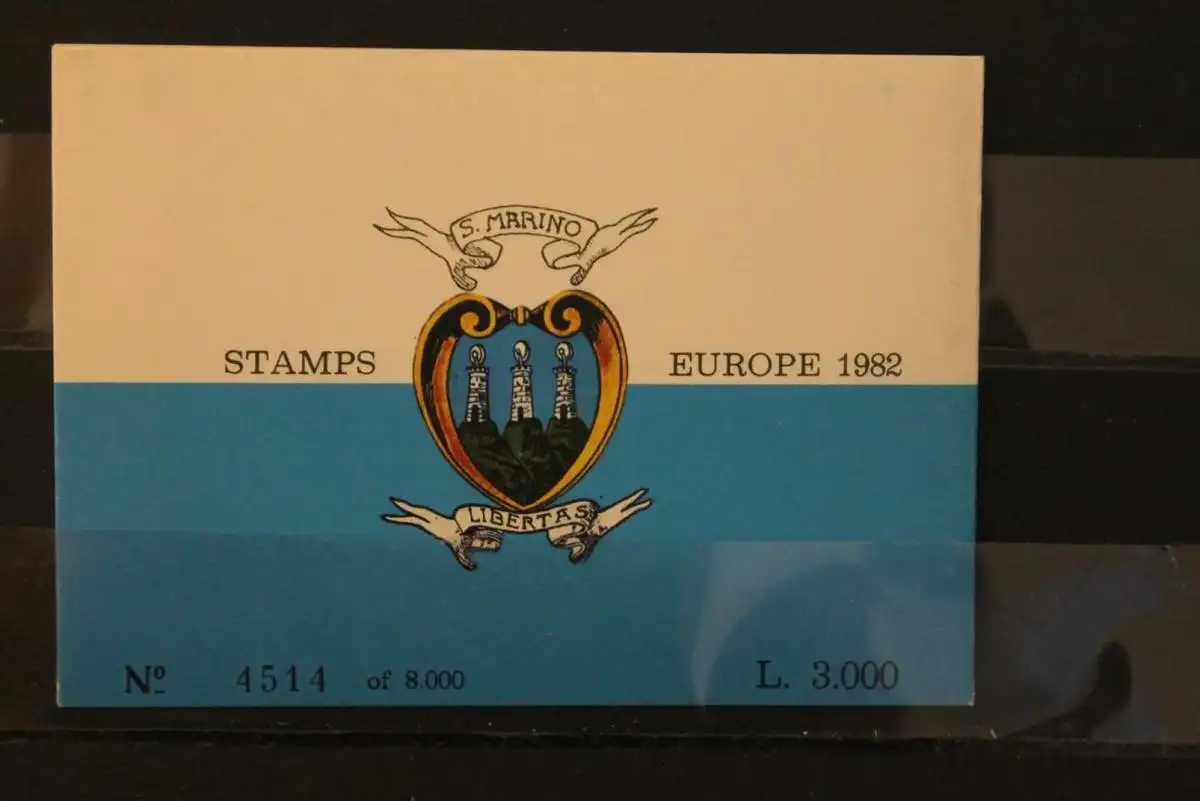 S. MARINO
STAMPS EUROPE 1982
LIBERTAS
Nº 4514 of 8.000 L. 3.000